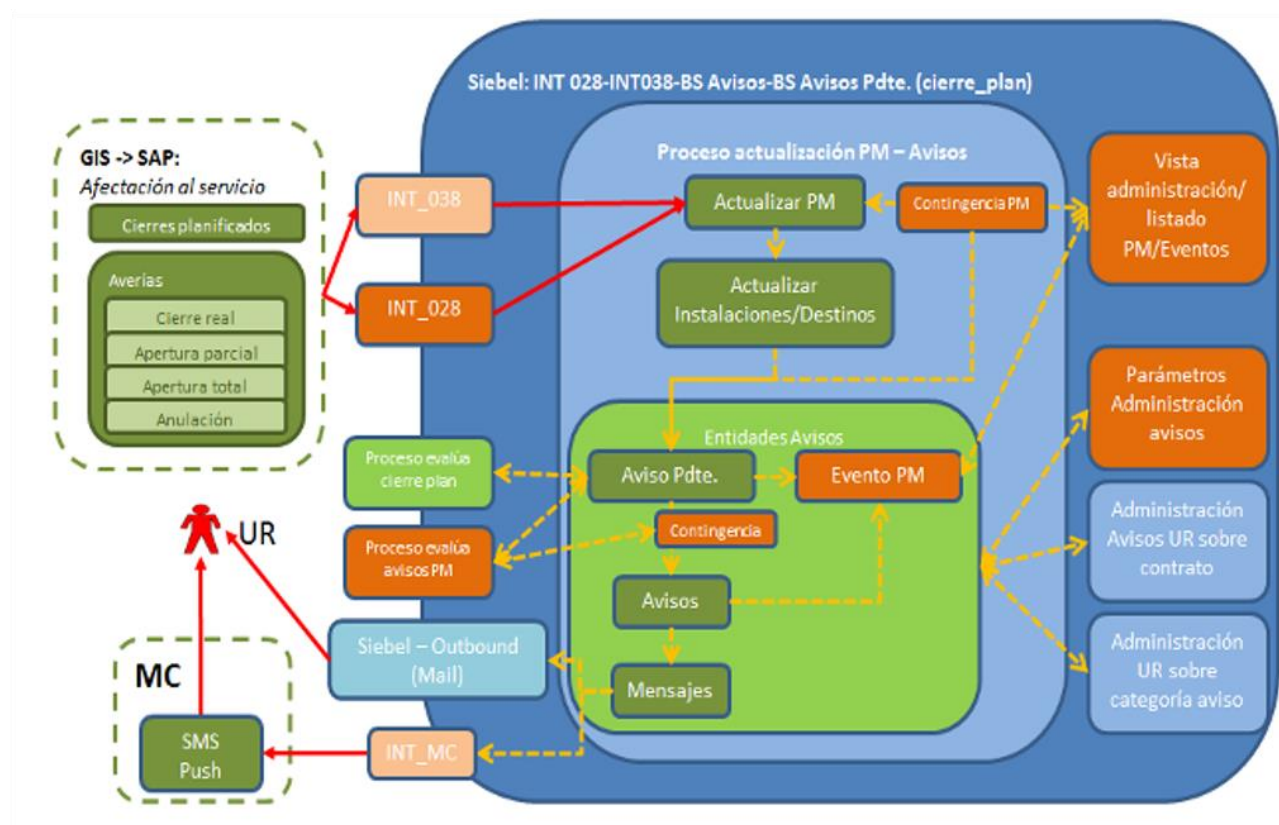 Siebel: INT 028-INT038-BS Avisos-BS Avisos Pdte. (cierre_plan)
GIS -> SAP:
Afectación al servicio
Cierres planificados
Averías
Cierre real
Apertura parcial
Apertura total
Anulación
INT_038
INT_028
Proceso actualización PM – Avisos
Actualizar PM
Contingencia PM
Actualizar
Instalaciones/Destinos
Vista
administración/
listado
PM/Eventos
Parámetros
Administración
avisos
Administración
Avisos UR sobre
contrato
Administración
UR sobre
categoría aviso
Entidades Avisos
Aviso Pdte.
Evento PM
Contingencia
Avisos
Mensajes
Proceso evalúa
cierre plan
Proceso evalúa
avisos PM
Siebel – Outbound
(Mail)
INT_MC
UR
MC
SMS
Push